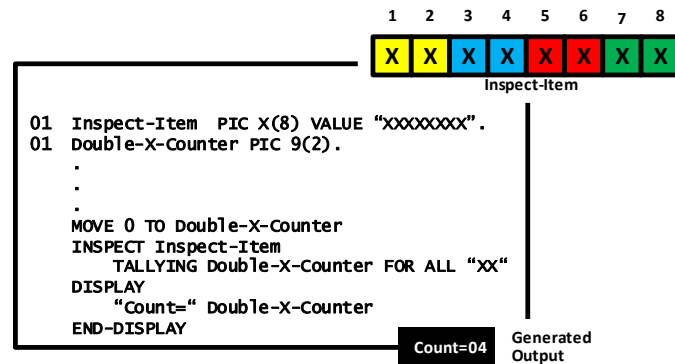 1 2 3 4 5 6 7 8
X X X X X X X X
Inspect-Item
01 Inspect-Item PIC X(8) VALUE “XXXXXXXX”.
01 Double-X-Counter PIC 9(2).
.
.
.
MOVE 0 TO Double-X-Counter
INSPECT Inspect-Item
TALLYING Double-X-Counter FOR ALL “XX“
DISPLAY
“Count=“ Double-X-Counter
END-DISPLAY
Count=04
Generated
Output